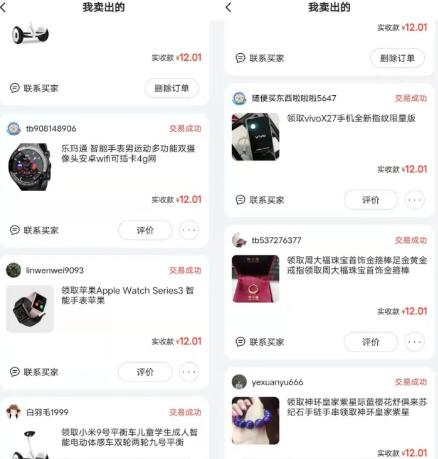 我卖出的
实收款¥12.01
联系买家
删除订单
tb908148906
交易成功
乐玛通 智能手表男运动多功能双摄
像头安卓wifi可插卡4g网
实收款¥12.01
联系买家
评价
linwenwei9093
交易成功
领取苹果Apple Watch Series3 智
能手表苹果
实收款¥12.01
联系买家
评价
白羽毛1999
交易成功
领取小米9号平衡车儿童学生成人智
能电动体感车双轮两轮九号平衡
我卖出的
实收款¥12.01
联系买家
删除订单
随便买东西啦啦啦5647
交易成功
领取vivoX27手机全新指纹限量版
vivo
实收款¥12.01
联系买家
评价
tb537276377
交易成功
领取周大福珠宝首饰金箍棒足金黄金
戒指领取周大福珠宝首饰金箍棒
实收款¥12.01
联系买家
评价
yexuanyu666
交易成功
领取神环皇家紫星际蓝樱花舒俱来苏
纪石手链手串领取神环皇家紫星
实收款¥12.01